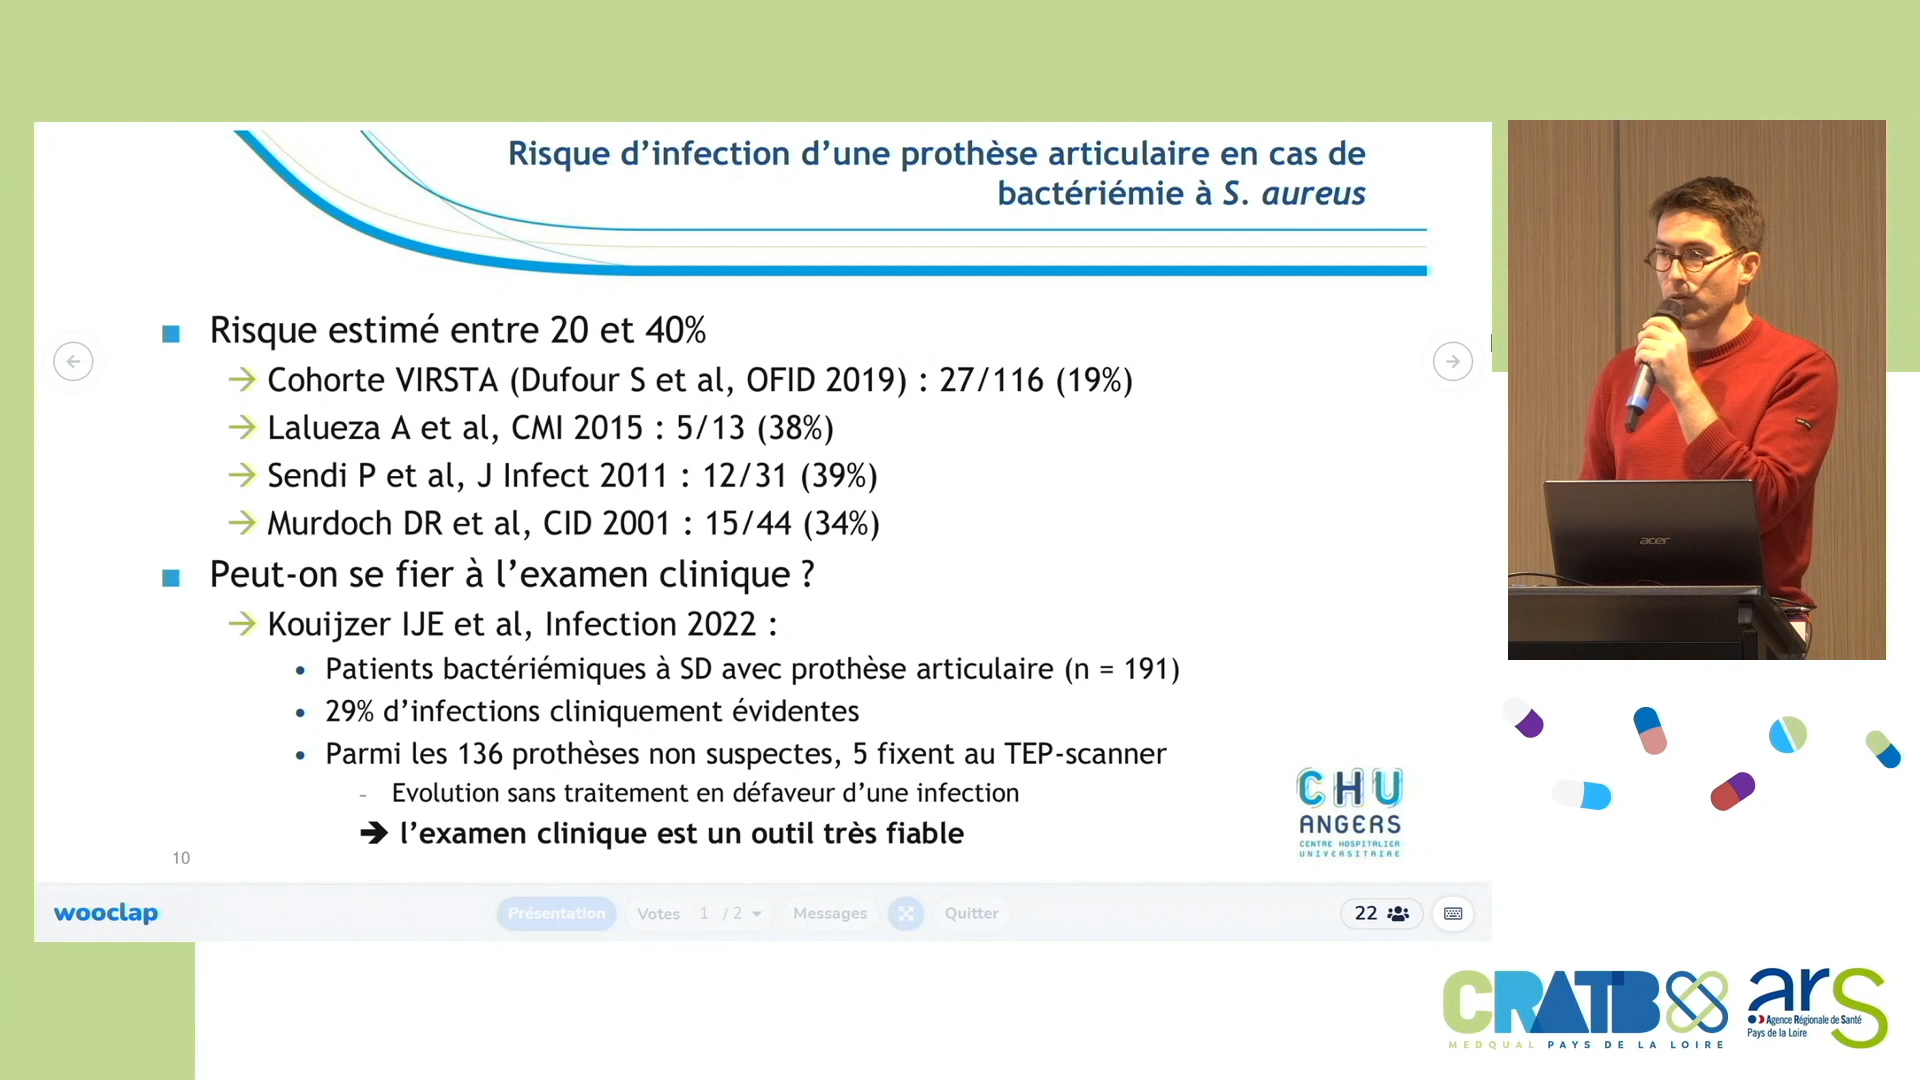 Risque d'infection d'une prothèse articulaire en cas de
bactériémie à S. aureus
Risque estimé entre 20 et 40%
→ Cohorte VIRSTA (Dufour S et al, OFID 2019) : 27/116 (19%)
→ Lalueza A et al, CMI 2015 : 5/13 (38%)
→ Sendi P et al, J Infect 2011 : 12/31 (39%)
→ Murdoch DR et al, CID 2001 : 15/44 (34%)
Peut-on se fier à l'examen clinique ?
→ Kouijzer IJE et al, Infection 2022 :
• Patients bactériémiques à SD avec prothèse articulaire (n = 191)
• 29% d'infections cliniquement évidentes
• Parmi les 136 prothèses non suspectes, 5 fixent au TEP-scanner
- Evolution sans traitement en défaveur d'une infection
➔ l'examen clinique est un outil très fiable
10
CHU
ANGERS
CENTRE HOSPITALIER
UNIVERSITAIRE
wooclap
Présentation
Votes 1 / 2
Messages
Quitter
22
acer
CRATB
MEDQUAL PAYS DE LA LOIRE
ars
Agence Régionale de Santé
Pays de la Loire